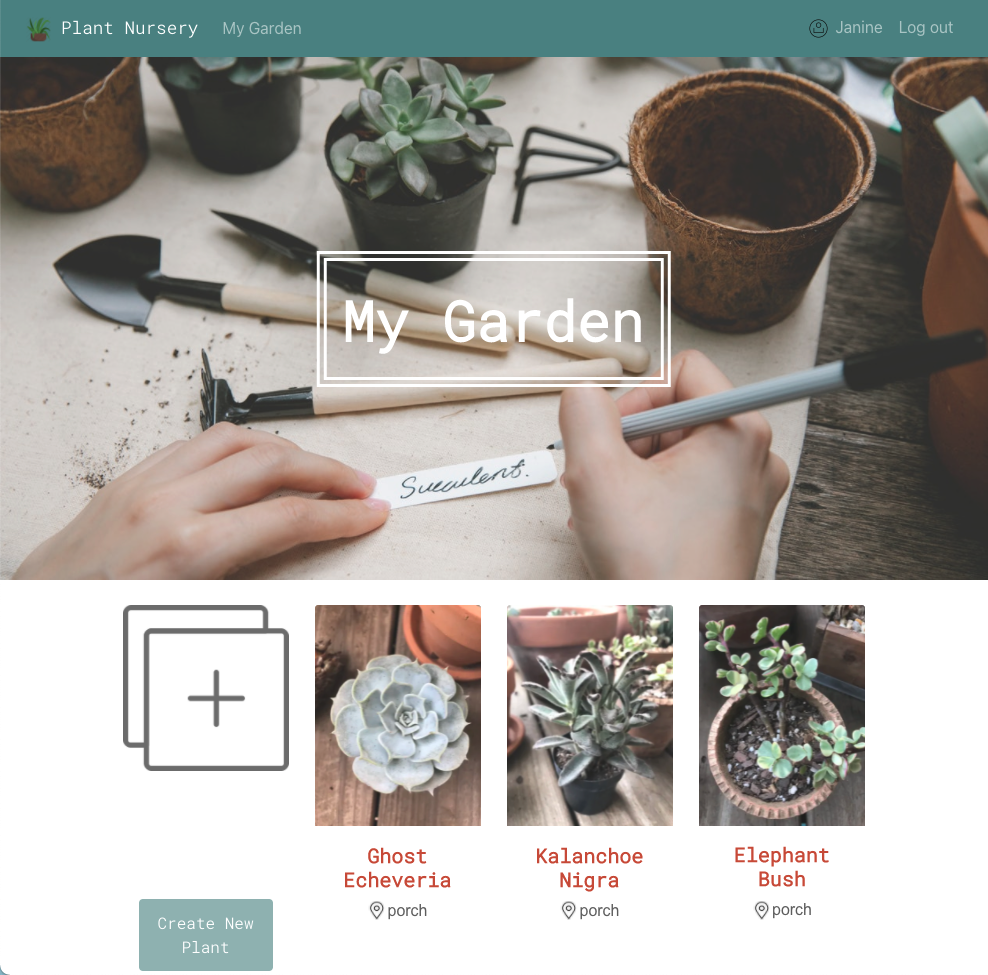 Plant Nursery My Garden Janine Log out
My Garden
Succulent.
Ghost
Echeveria
porch
Kalanchoe
Nigra
porch
Elephant
Bush
porch
Create New
Plant